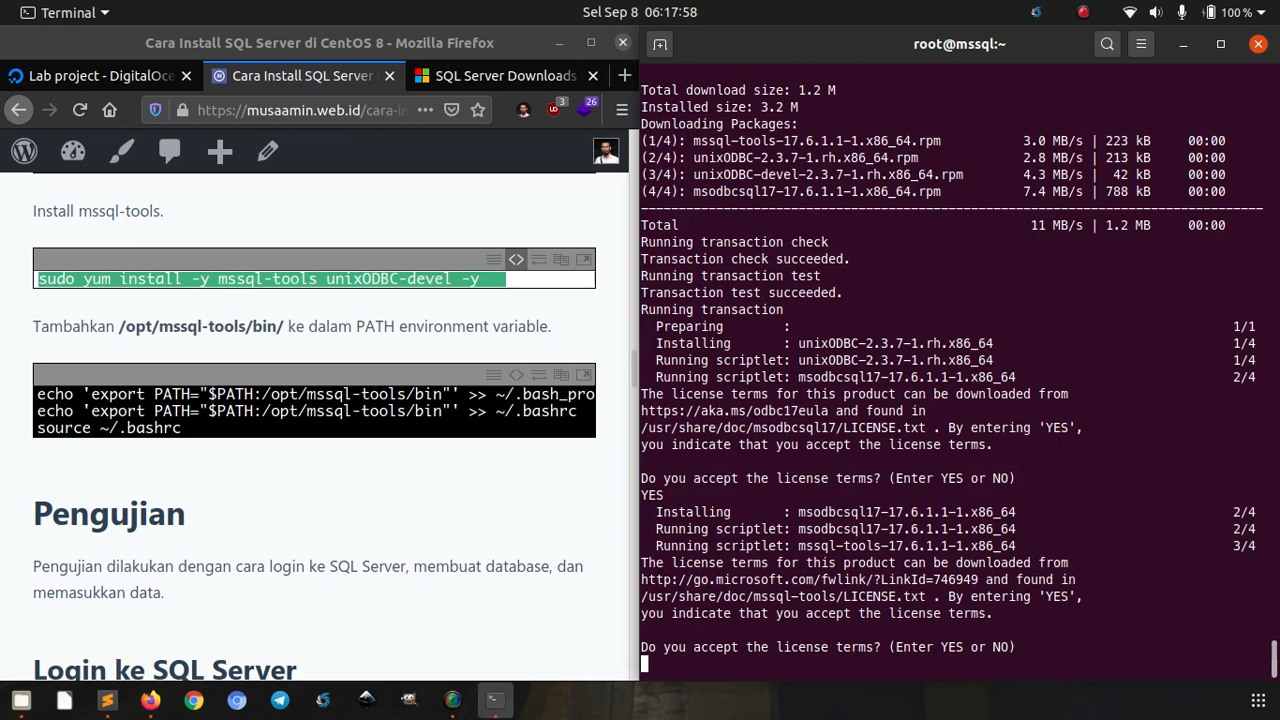 Terminal
Sel Sep 8 06:17:58
100 %
Cara Install SQL Server di CentOS 8 - Mozilla Firefox
Lab project - DigitalOce
Cara Install SQL Server
SQL Server Downloads
https://musaamin.web.id/cara-in
3
26
Install mssql-tools.
sudo yum install -y mssql-tools unixODBC-devel -y
Tambahkan /opt/mssql-tools/bin/ ke dalam PATH environment variable.
echo 'export PATH="$PATH:/opt/mssql-tools/bin"' >> ~/.bash_pro
echo 'export PATH="$PATH:/opt/mssql-tools/bin"' >> ~/.bashrc
source ~/.bashrc
Pengujian
Pengujian dilakukan dengan cara login ke SQL Server, membuat database, dan
memasukkan data.
Login ke SQL Server
root@mssql:~
Total download size: 1.2 M
Installed size: 3.2 M
Downloading Packages:
(1/4): mssql-tools-17.6.1.1-1.x86_64.rpm 3.0 MB/s | 223 kB 00:00
(2/4): unixODBC-2.3.7-1.rh.x86_64.rpm 2.8 MB/s | 213 kB 00:00
(3/4): unixODBC-devel-2.3.7-1.rh.x86_64.rpm 4.3 MB/s | 42 kB 00:00
(4/4): msodbcsql17-17.6.1.1-1.x86_64.rpm 7.4 MB/s | 788 kB 00:00
--------------------------------------------------------------------------------
Total 11 MB/s | 1.2 MB 00:00
Running transaction check
Transaction check succeeded.
Running transaction test
Transaction test succeeded.
Running transaction
Preparing : 1/1
Installing : unixODBC-2.3.7-1.rh.x86_64 1/4
Running scriptlet: unixODBC-2.3.7-1.rh.x86_64 1/4
Running scriptlet: msodbcsql17-17.6.1.1-1.x86_64 2/4
The license terms for this product can be downloaded from
https://aka.ms/odbc17eula and found in
/usr/share/doc/msodbcsql17/LICENSE.txt . By entering 'YES',
you indicate that you accept the license terms.
Do you accept the license terms? (Enter YES or NO)
YES
Installing : msodbcsql17-17.6.1.1-1.x86_64 2/4
Running scriptlet: msodbcsql17-17.6.1.1-1.x86_64 2/4
Running scriptlet: mssql-tools-17.6.1.1-1.x86_64 3/4
The license terms for this product can be downloaded from
http://go.microsoft.com/fwlink/?LinkId=746949 and found in
/usr/share/doc/mssql-tools/LICENSE.txt . By entering 'YES',
you indicate that you accept the license terms.
Do you accept the license terms? (Enter YES or NO)